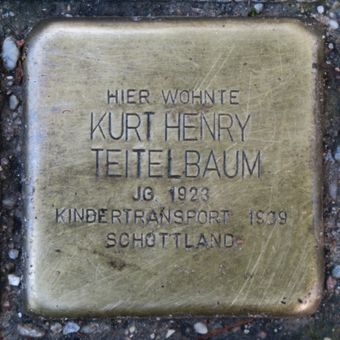 HIER WOHNTE
KURT HENRY
TEITELBAUM
JG. 1923
KINDERTRANSPORT 1939
SCHOTTLAND